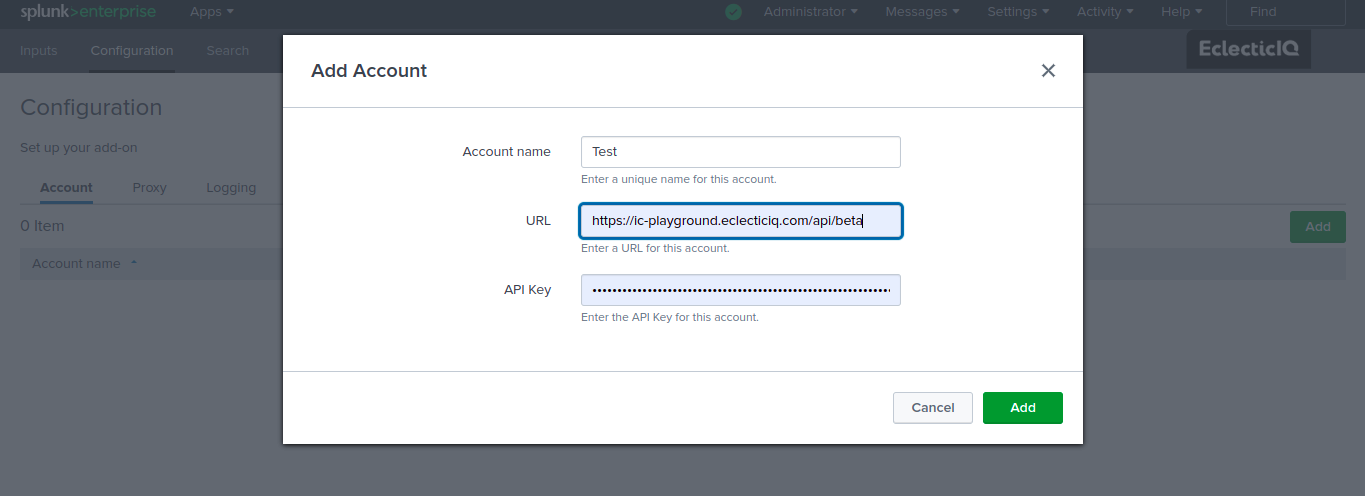 splunk>enterprise Apps Administrator Messages Settings Activity Help Find
Inputs Configuration Search EclecticIQ
Add Account
Configuration
Set up your add-on
Account name Test
Enter a unique name for this account.
Account Proxy Logging
URL https://ic-playground.eclecticiq.com/api/beta
0 Item Add
Enter a URL for this account.
Account name
API Key ••••••••••••••••••••••••••••••••••••••••••••••••••••••••••••
Enter the API Key for this account.
Cancel Add